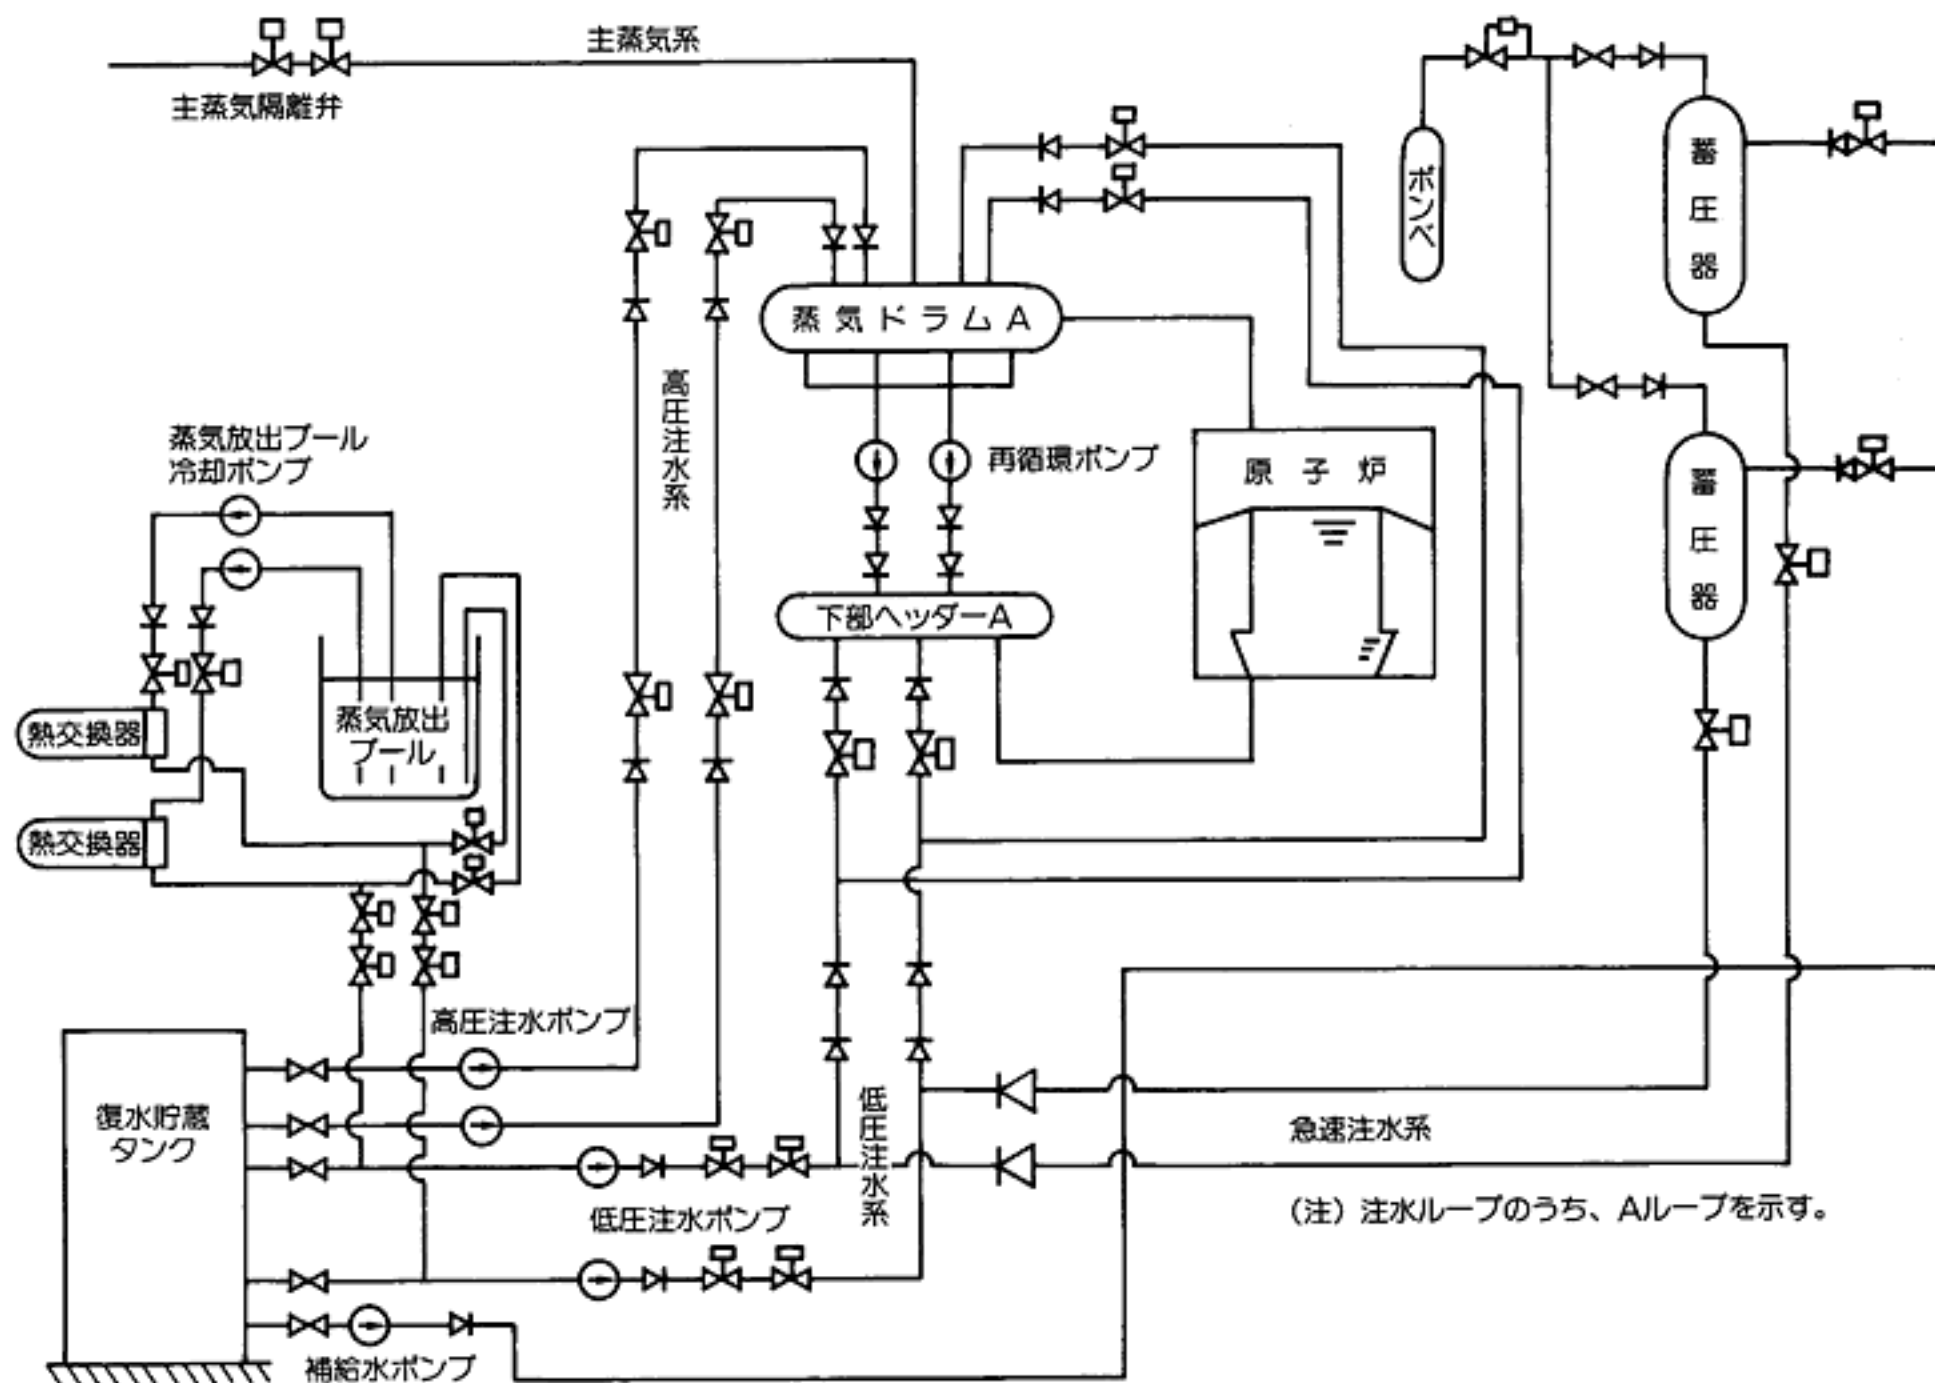 主蒸気系
主蒸気隔離弁
ボンベ
蓄圧器
蒸気ドラムA
高圧注水系
蒸気放出プール
冷却ポンプ
再循環ポンプ
原子炉
蓄圧器
下部ヘッダーA
蒸気放出
プール
熱交換器
熱交換器
高圧注水ポンプ
復水貯蔵
タンク
低圧注水系
急速注水系
低圧注水ポンプ
(注)注水ループのうち、Aループを示す。
補給水ポンプ